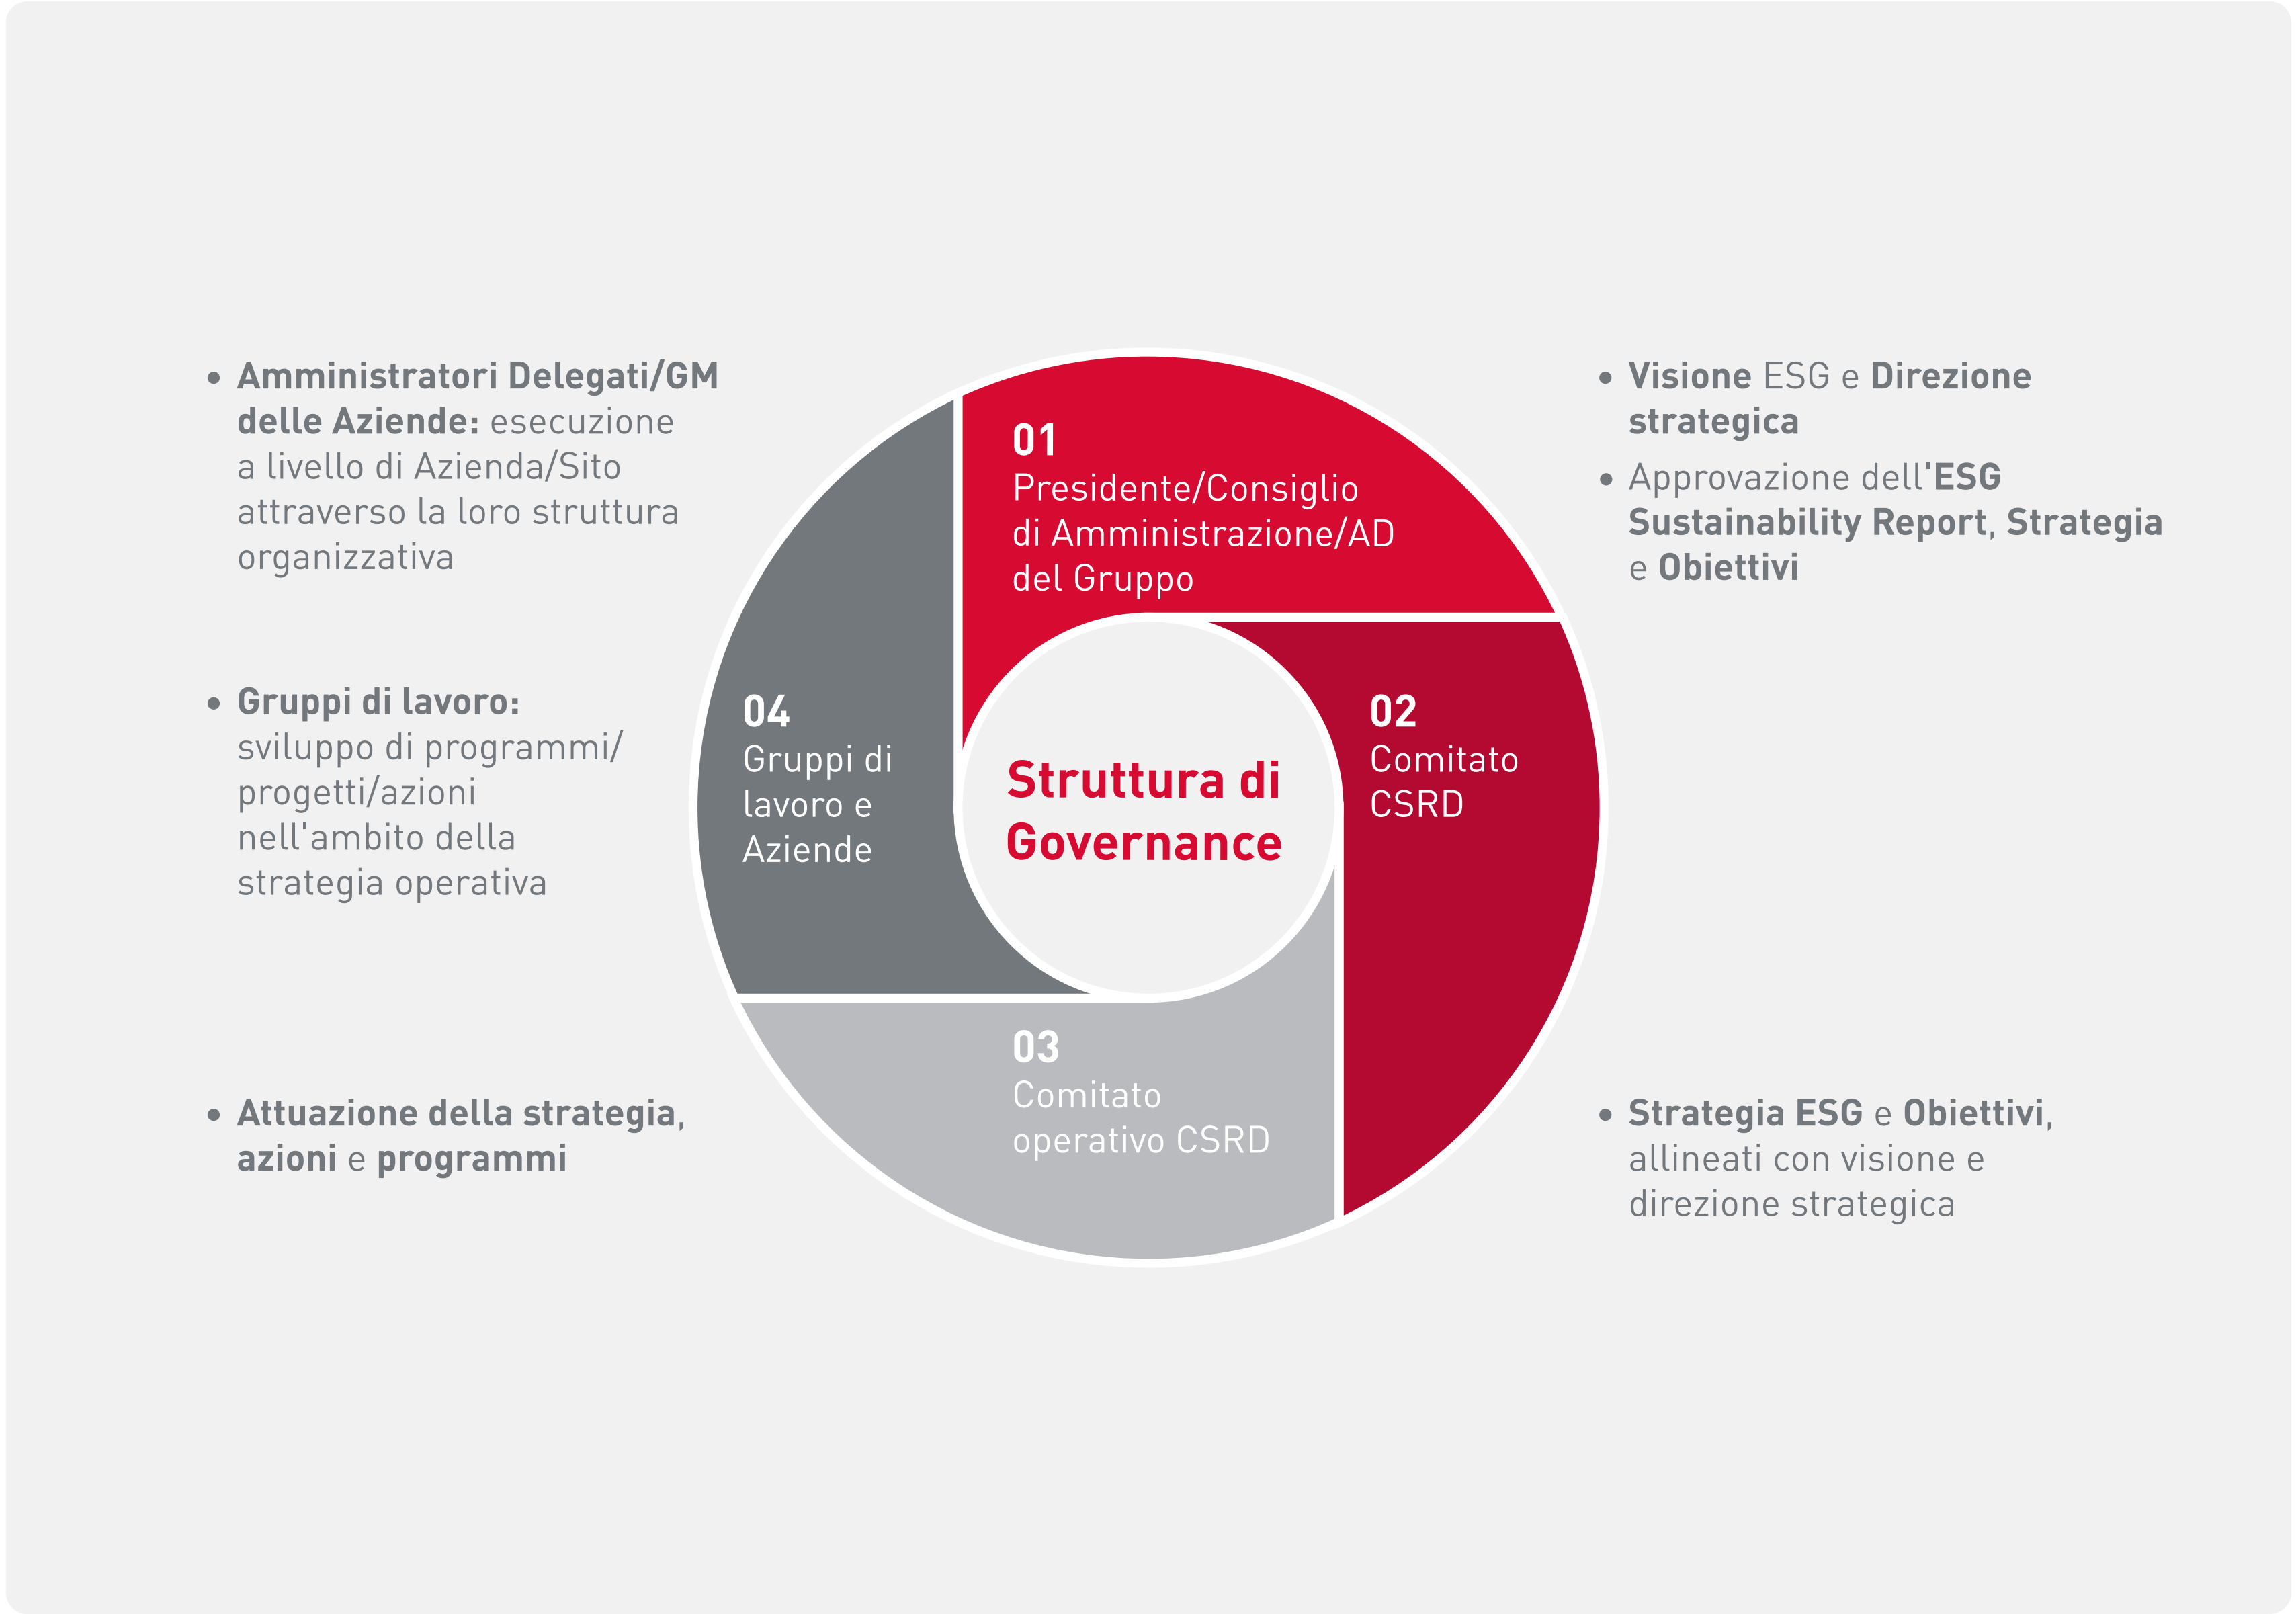 Struttura di
Governance
01
Presidente/Consiglio
di Amministrazione/AD
del Gruppo
• Visione ESG e Direzione
strategica
• Approvazione dell'ESG
Sustainability Report, Strategia
e Obiettivi
02
Comitato
CSRD
• Strategia ESG e Obiettivi,
allineati con visione e
direzione strategica
03
Comitato
operativo CSRD
• Attuazione della strategia,
azioni e programmi
04
Gruppi di
lavoro e
Aziende
• Amministratori Delegati/GM
delle Aziende: esecuzione
a livello di Azienda/Sito
attraverso la loro struttura
organizzativa
• Gruppi di lavoro:
sviluppo di programmi/
progetti/azioni
nell'ambito della
strategia operativa